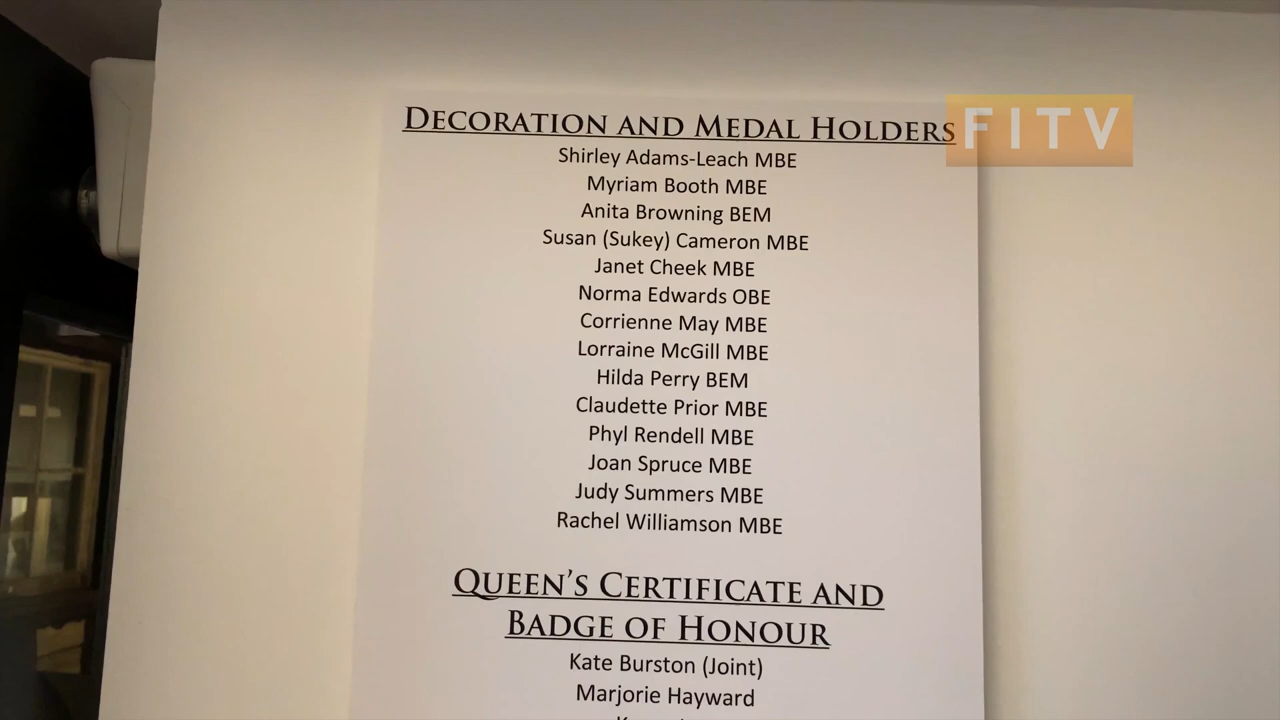 DECORATION AND MEDAL HOLDERS
FITV
Shirley Adams-Leach MBE
Myriam Booth MBE
Anita Browning BEM
Susan (Sukey) Cameron MBE
Janet Cheek MBE
Norma Edwards OBE
Corrienne May MBE
Lorraine McGill MBE
Hilda Perry BEM
Claudette Prior MBE
Phyl Rendell MBE
Joan Spruce MBE
Judy Summers MBE
Rachel Williamson MBE
QUEEN'S CERTIFICATE AND
BADGE OF HONOUR
Kate Burston (Joint)
Marjorie Hayward